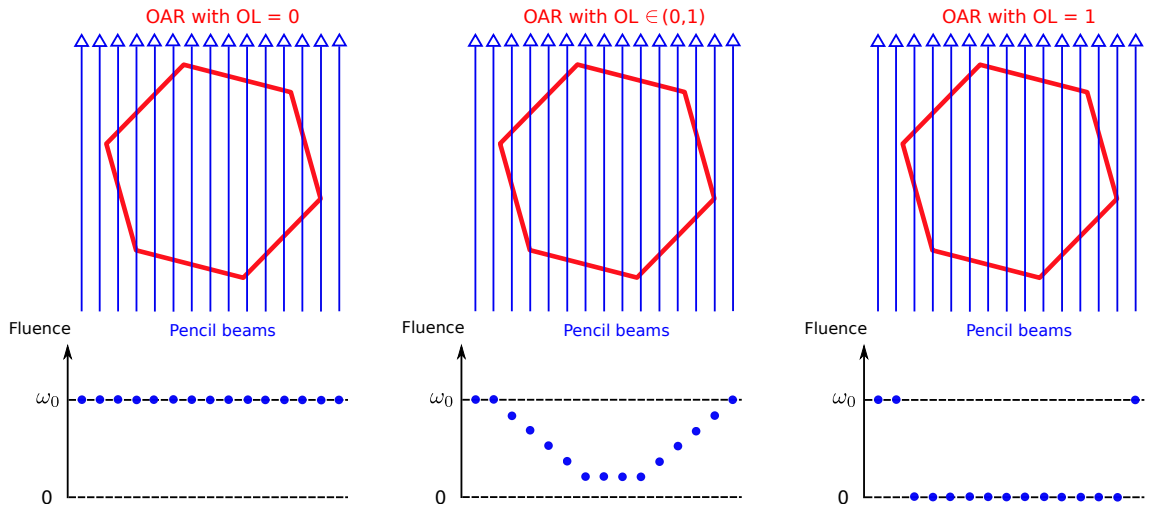 OAR with OL = 0
OAR with OL ∈ (0,1)
OAR with OL = 1
Pencil beams
Pencil beams
Pencil beams
Fluence
Fluence
Fluence
ω₀
ω₀
ω₀
0
0
0